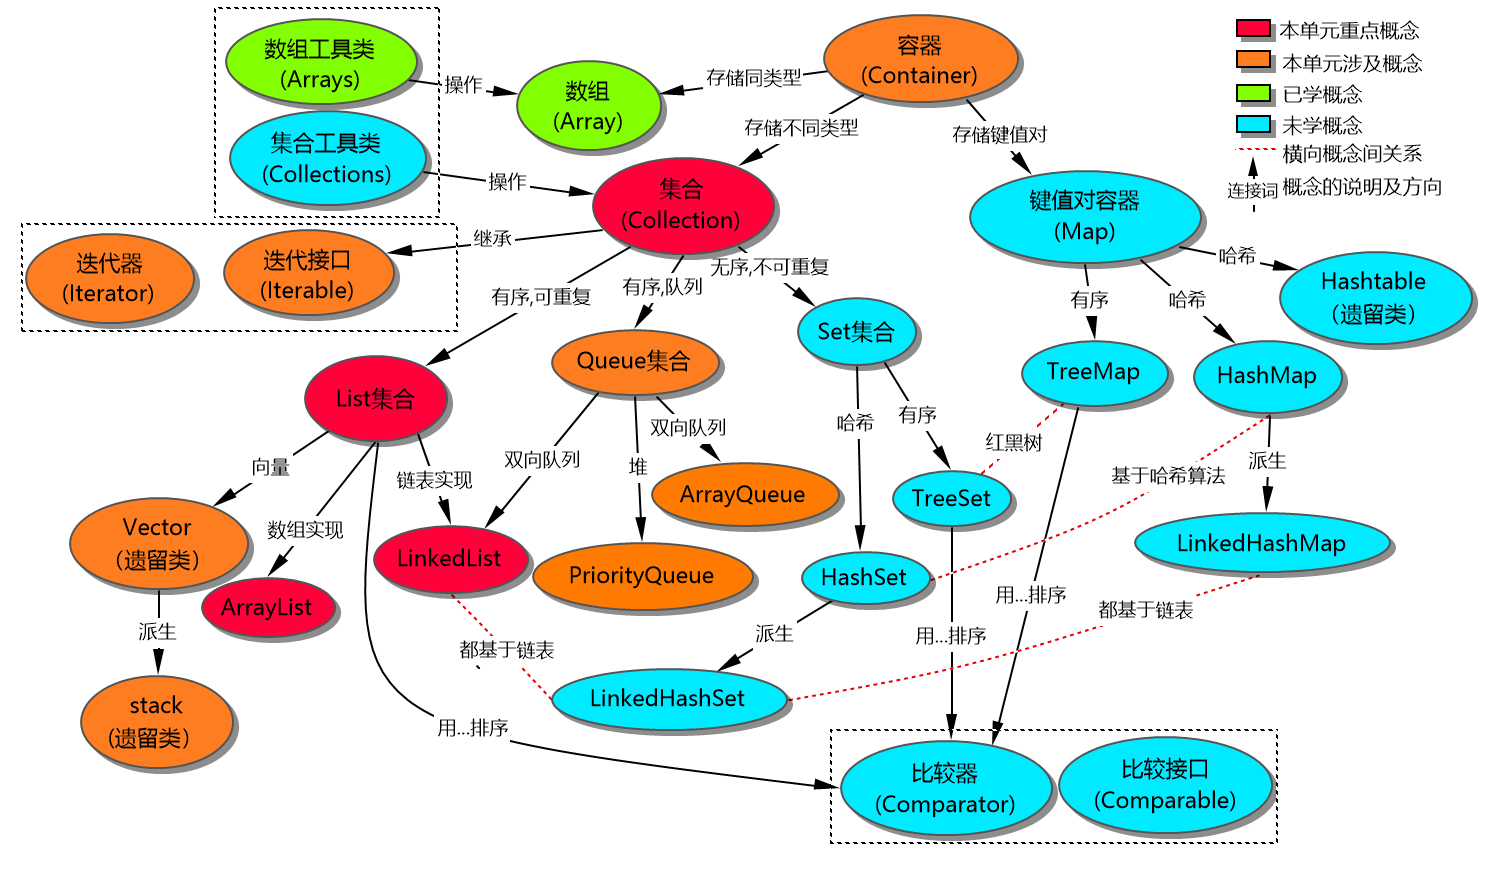 数组工具类
(Arrays)
操作
数组
(Array)
存储同类型
容器
(Container)
本单元重点概念
本单元涉及概念
已学概念
未学概念
横向概念间关系
连接词
概念的说明及方向
集合工具类
(Collections)
操作
存储不同类型
存储键值对
集合
(Collection)
键值对容器
(Map)
迭代器
(Iterator)
迭代接口
(Iterable)
继承
有序,可重复
有序,队列
无序,不可重复
有序
哈希
哈希
Hashtable
（遗留类）
List集合
Queue集合
Set集合
TreeMap
HashMap
向量
数组实现
链表实现
双向队列
堆
双向队列
哈希
有序
红黑树
基于哈希算法
派生
Vector
（遗留类）
ArrayList
LinkedList
PriorityQueue
ArrayQueue
HashSet
TreeSet
LinkedHashMap
派生
都基于链表
派生
用...排序
用...排序
都基于链表
stack
(遗留类）
用...排序
LinkedHashSet
比较器
(Comparator)
比较接口
(Comparable)